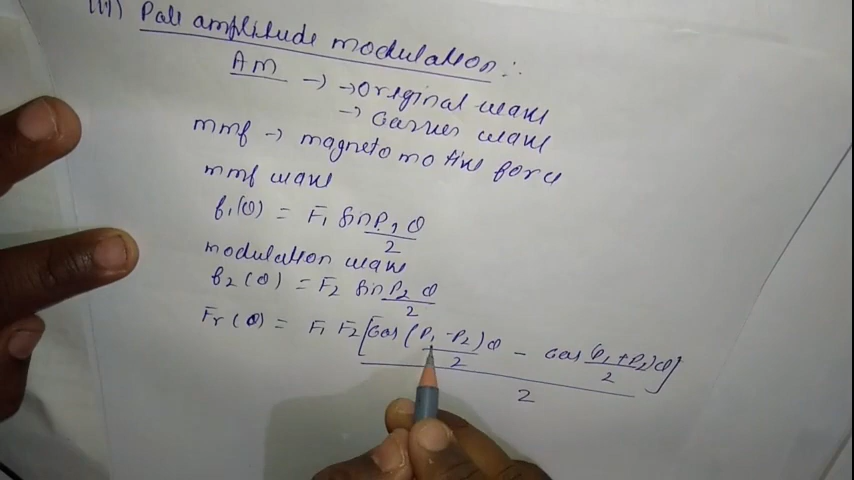 iii) Pole amplitude modulation :-
AM → → Original wave
→ Carrier wave
mmf → magneto motive force
mmf wave
f₁(θ) = F₁ sin P₁ θ / 2
modulation wave
f₂(θ) = F₂ sin P₂ θ / 2
Fr(θ) = F₁ F₂ [Cos (P₁ - P₂) θ / 2 - Cos (P₁ + P₂) θ / 2] / 2